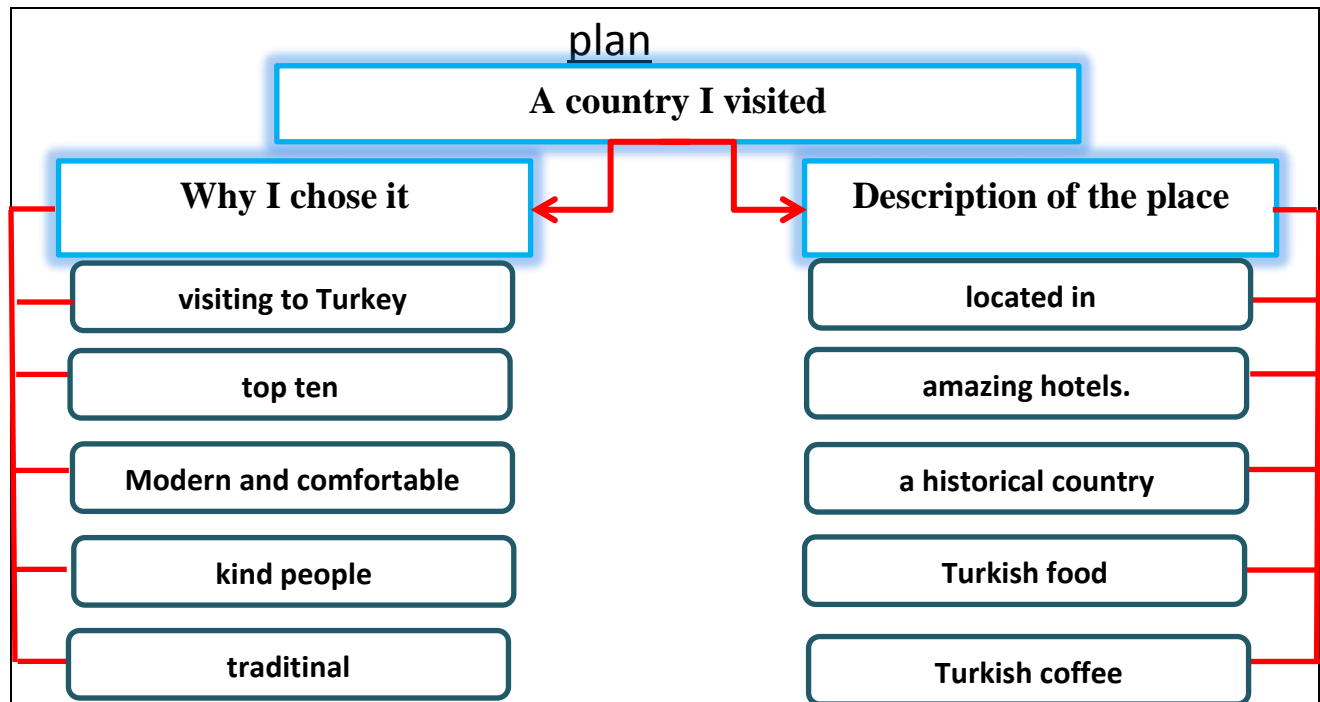 plan
A country I visited
Why I chose it
visiting to Turkey
top ten
Modern and comfortable
kind people
traditinal
Description of the place
located in
amazing hotels.
a historical country
Turkish food
Turkish coffee